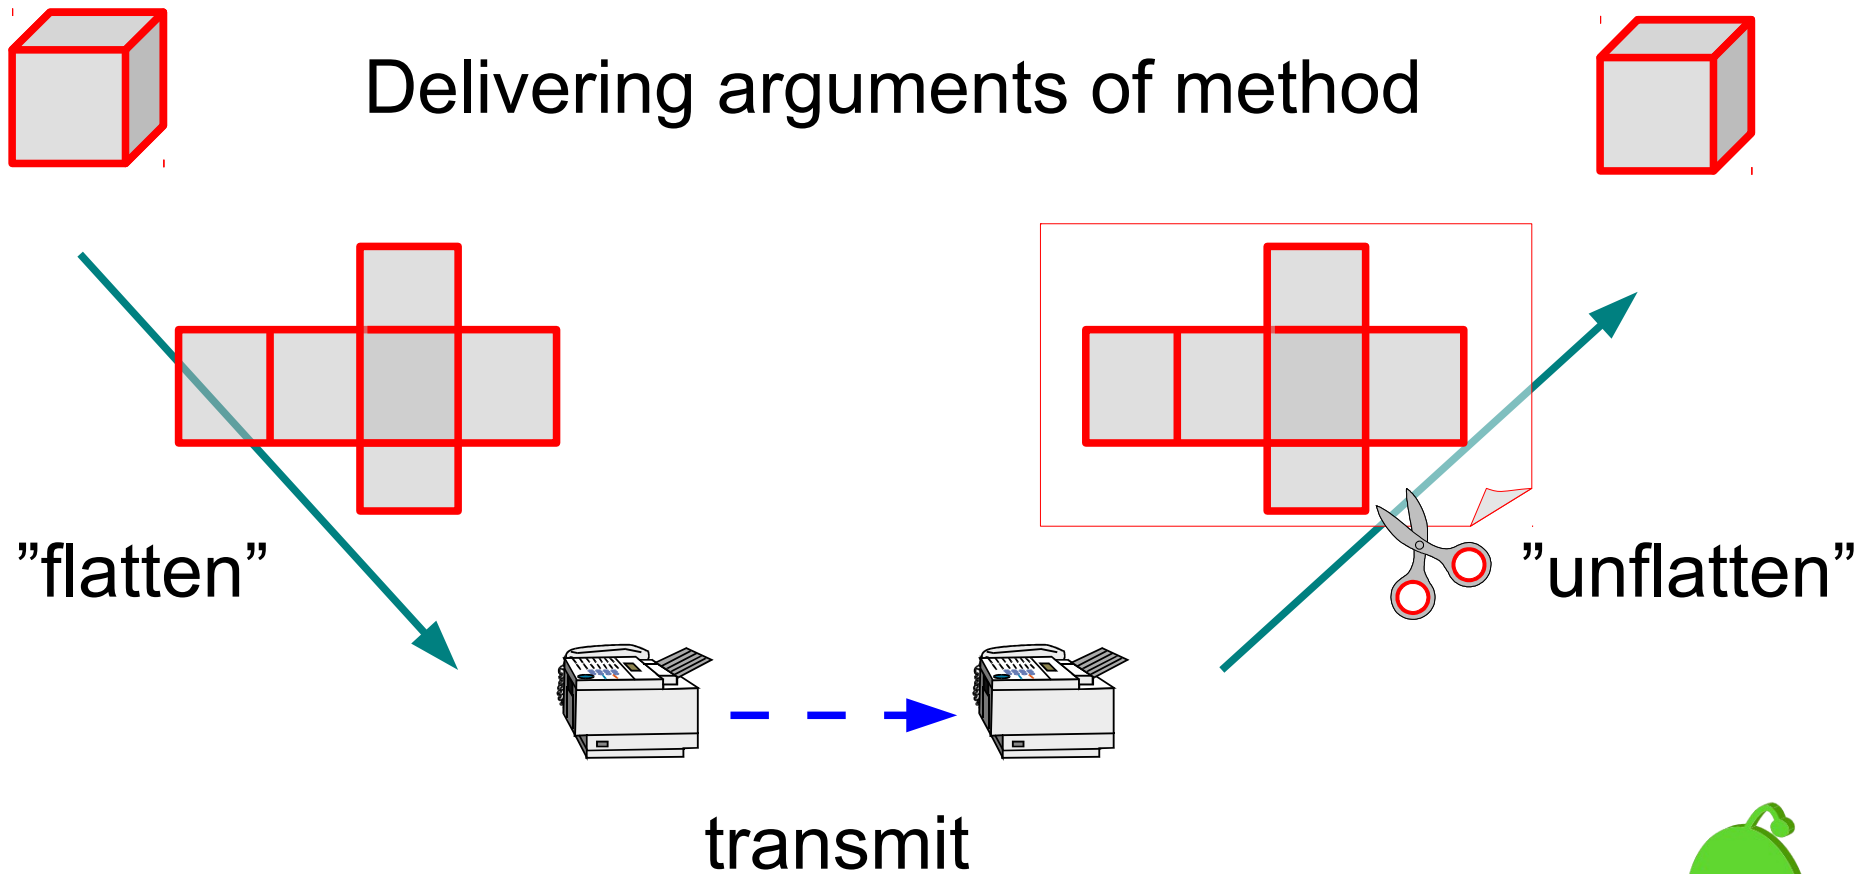 Delivering arguments of method
”flatten”
”unflatten”
transmit